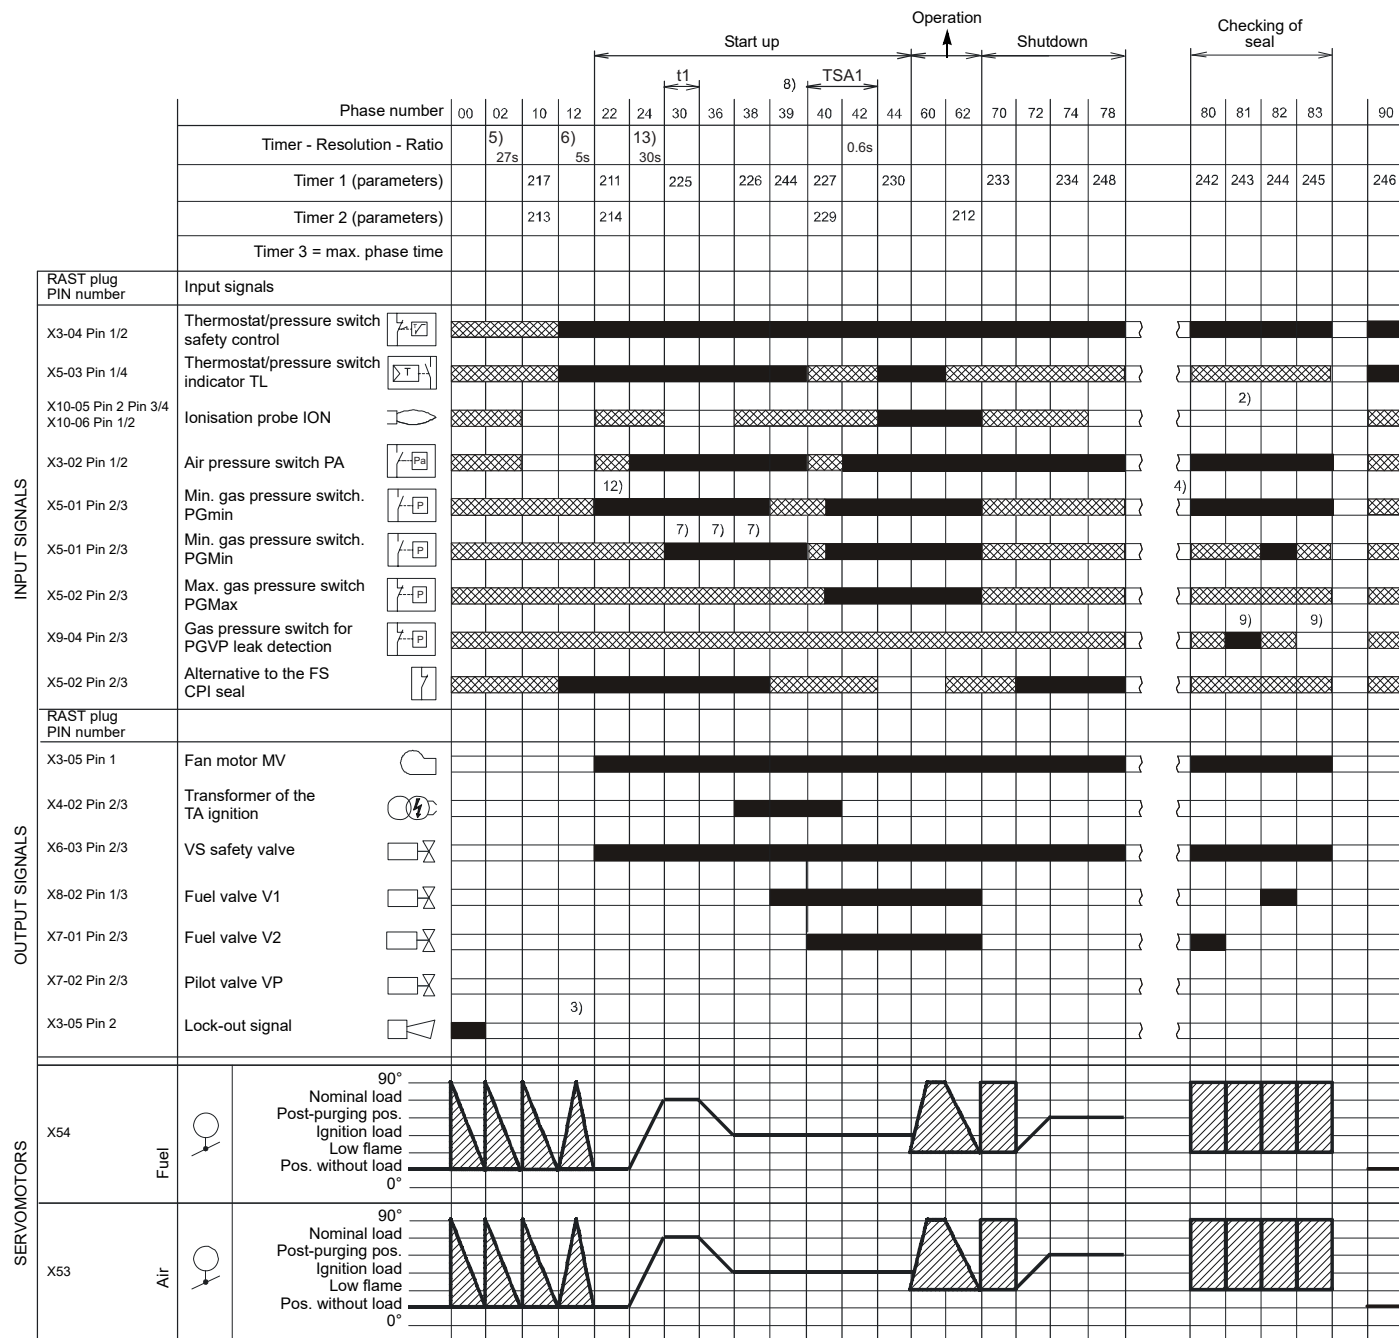 Operation
Checking of
seal
Start up
Shutdown
t1
8)
TSA1
Phase number 00 02 10 12 22 24 30 36 38 39 40 42 44 60 62 70 72 74 78 80 81 82 83 90
Timer - Resolution - Ratio 5) 27s 6) 5s 13) 30s 0.6s
Timer 1 (parameters) 217 211 225 226 244 227 230 233 234 248 242 243 244 245 246
Timer 2 (parameters) 213 214 229 212
Timer 3 = max. phase time
INPUT SIGNALS
RAST plug
PIN number
Input signals
X3-04 Pin 1/2
Thermostat/pressure switch
safety control
X5-03 Pin 1/4
Thermostat/pressure switch
indicator TL
T
2)
X10-05 Pin 2 Pin 3/4
X10-06 Pin 1/2
Ionisation probe ION
X3-02 Pin 1/2
Air pressure switch PA
Pa
12)
4)
X5-01 Pin 2/3
Min. gas pressure switch.
PGmin
P
7) 7) 7)
X5-01 Pin 2/3
Min. gas pressure switch.
PGMin
P
X5-02 Pin 2/3
Max. gas pressure switch
PGMax
P
9) 9)
X9-04 Pin 2/3
Gas pressure switch for
PGVP leak detection
P
X5-02 Pin 2/3
Alternative to the FS
CPI seal
OUTPUT SIGNALS
RAST plug
PIN number
X3-05 Pin 1
Fan motor MV
X4-02 Pin 2/3
Transformer of the
TA ignition
X6-03 Pin 2/3
VS safety valve
X8-02 Pin 1/3
Fuel valve V1
X7-01 Pin 2/3
Fuel valve V2
X7-02 Pin 2/3
Pilot valve VP
3)
X3-05 Pin 2
Lock-out signal
SERVOMOTORS
X54
Fuel
90°
Nominal load
Post-purging pos.
Ignition load
Low flame
Pos. without load
0°
X53
Air
90°
Nominal load
Post-purging pos.
Ignition load
Low flame
Pos. without load
0°